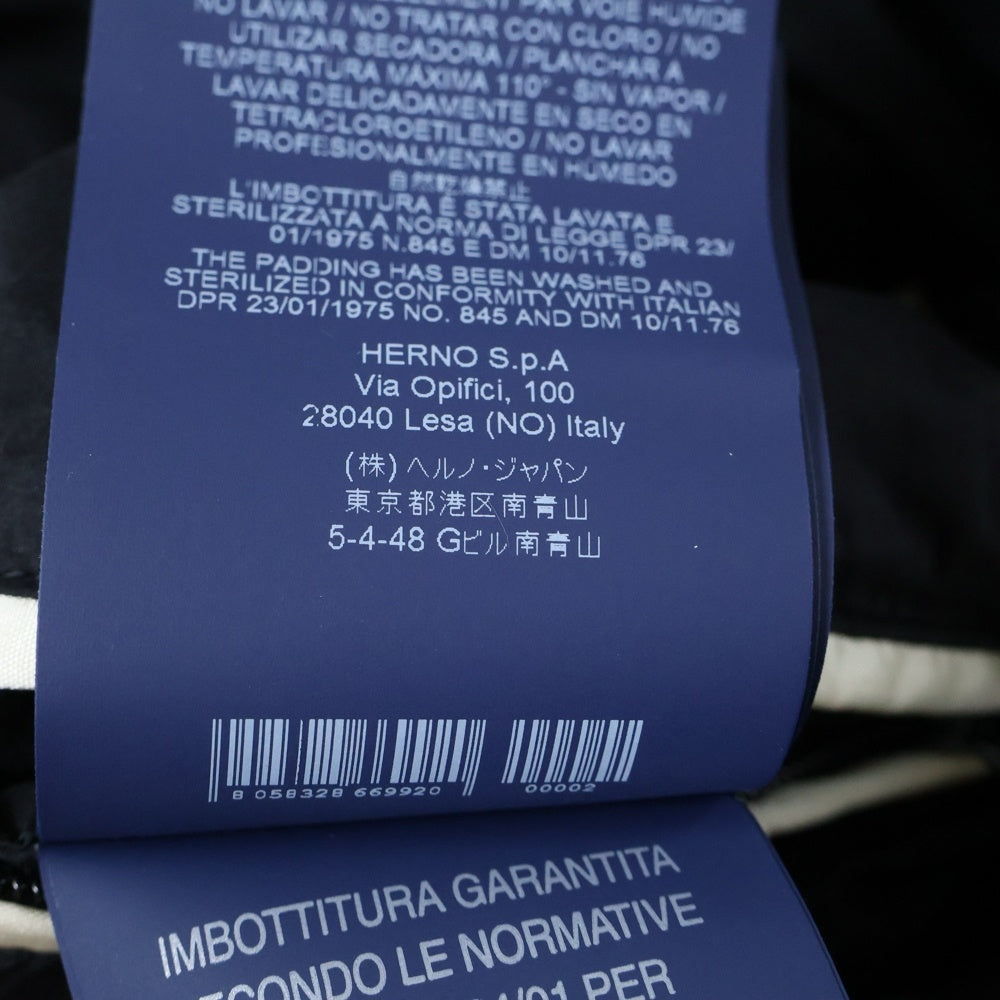 PAR VOIE HUMIDE
NO LAVAR / NO TRATAR CON CLORO / NO
UTILIZAR SECADORA / PLANCHAR A
TEMPERATURA MÁXIMA 110° - SIN VAPOR /
LAVAR DELICADAMENTE EN SECO EN
TETRACLOROETILENO / NO LAVAR
PROFESIONALMENTE EN HÚMEDO
自然乾燥禁止
L'IMBOTTITURA È STATA LAVATA E
STERILIZZATA A NORMA DI LEGGE DPR 23/
01/1975 N.845 E DM 10/11.76
THE PADDING HAS BEEN WASHED AND
STERILIZED IN CONFORMITY WITH ITALIAN
DPR 23/01/1975 NO. 845 AND DM 10/11.76
HERNO S.p.A
Via Opifici, 100
28040 Lesa (NO) Italy
(株) ヘルノ・ジャパン
東京都港区南青山
5-4-48 Gビル南青山
8 058328 669920
00002
IMBOTTITURA GARANTITA
LE NORMATIVE
/01 PER